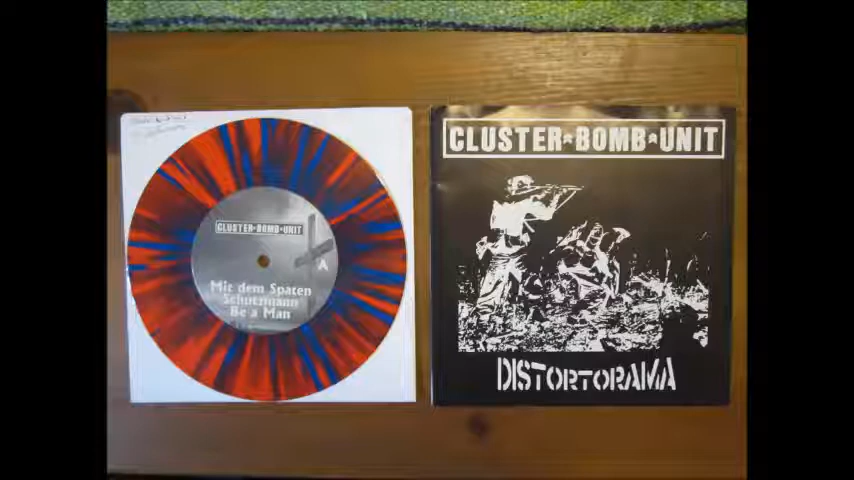 CLUSTER BOMB UNIT
A
Mit dem Spaten
Schutzmann
Be a Man
CLUSTER BOMB UNIT
DISTORTORAMA